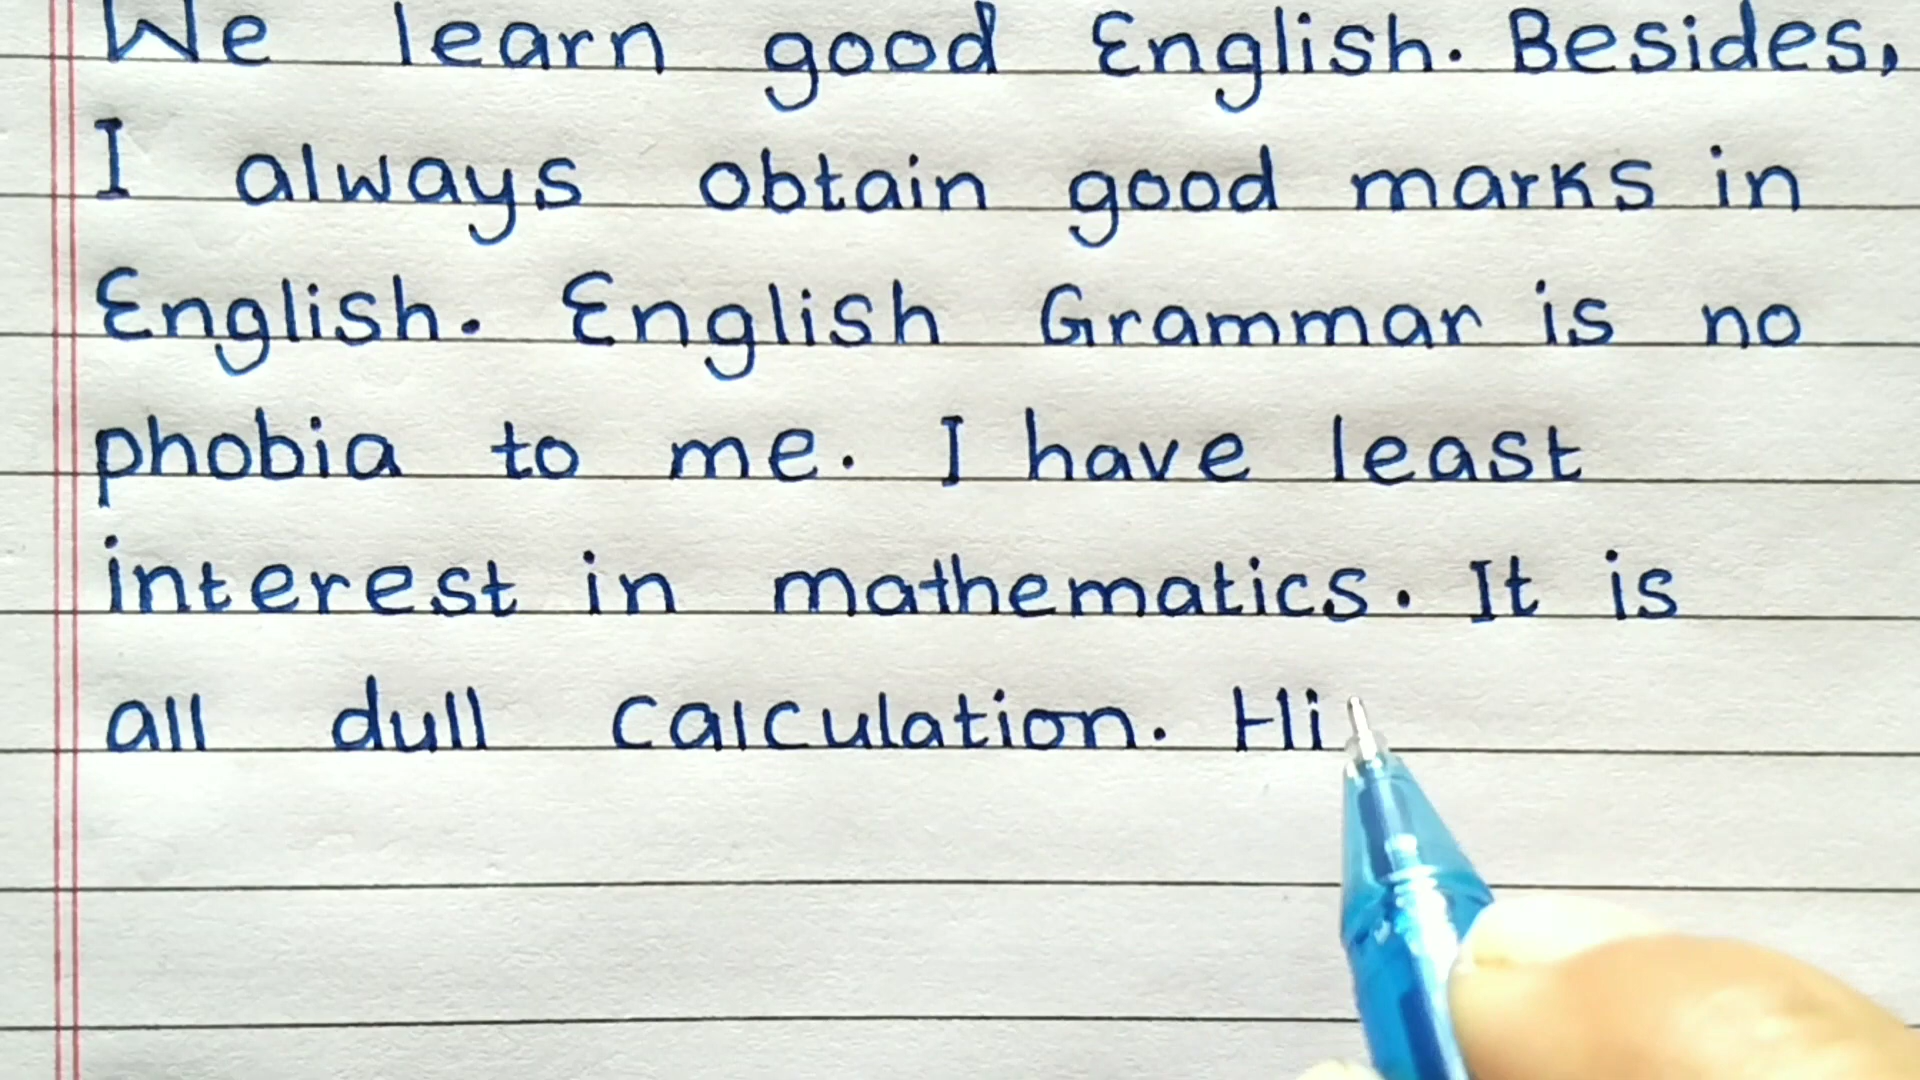 We learn good English. Besides,
I always obtain good marks in
English. English Grammar is no
phobia to me. I have least
interest in mathematics. It is
all dull calculation. Hi